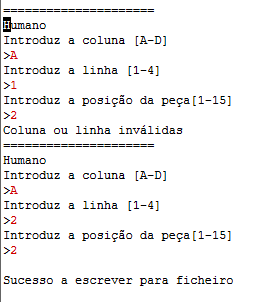 =====================
Humano
Introduz a coluna [A-D]
>A
Introduz a linha [1-4]
>1
Introduz a posição da peça[1-15]
>2
Coluna ou linha inválidas
=====================
Humano
Introduz a coluna [A-D]
>A
Introduz a linha [1-4]
>2
Introduz a posição da peça[1-15]
>2
Sucesso a escrever para ficheiro